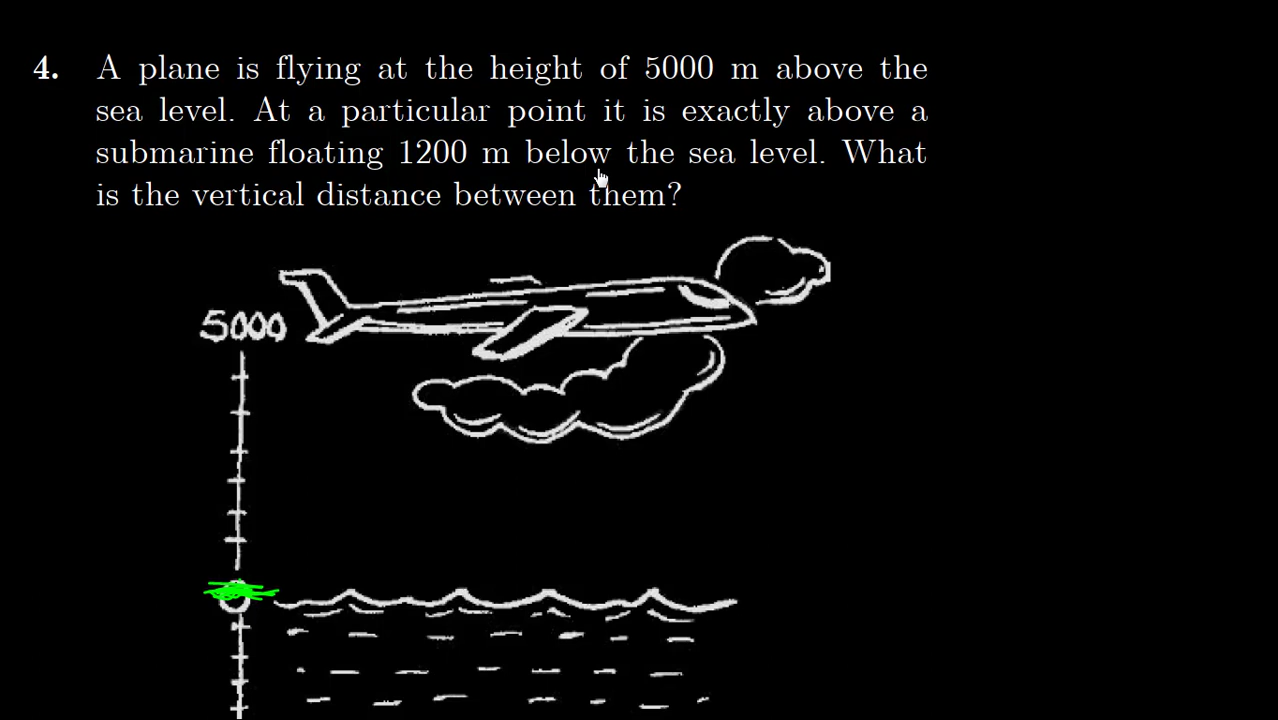 4. A plane is flying at the height of 5000 m above the
sea level. At a particular point it is exactly above a
submarine floating 1200 m below the sea level. What
is the vertical distance between them?
5000